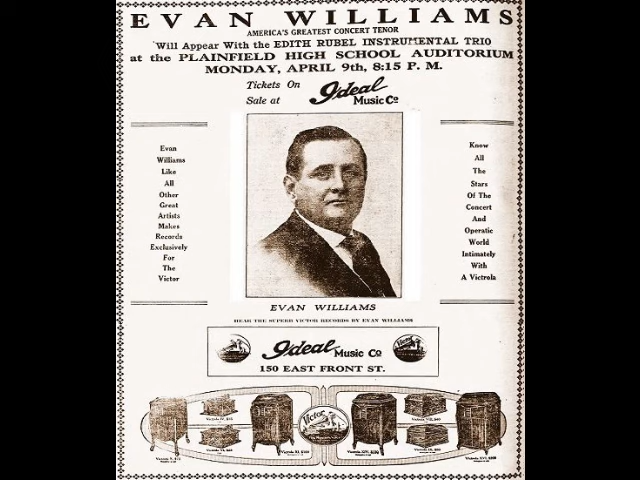 EVAN WILLIAMS
AMERICA'S GREATEST CONCERT TENOR
Will Appear With the EDITH RUBEL INSTRUMENTAL TRIO
at the PLAINFIELD HIGH SCHOOL AUDITORIUM
MONDAY, APRIL 9th, 8:15 P. M.
Tickets On
Sale at
Ideal
Music Co
Evan
Williams
Like
All
Other
Great
Artists
Makes
Records
Exclusively
For
The
Victor
Know
All
The
Stars
Of The
Concert
And
Operatic
World
Intimately
With
A Victrola
EVAN WILLIAMS
HEAR THE SUPERB VICTOR RECORDS BY EVAN WILLIAMS
Ideal Music Co
150 EAST FRONT ST.
Victor